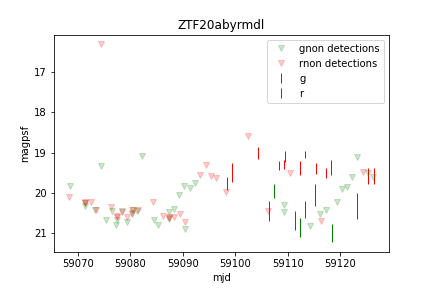 ZTF20abyrmdl
gnon detections
rnon detections
g
r
magpsf
17
18
19
20
21
59070 59080 59090 59100 59110 59120
mjd